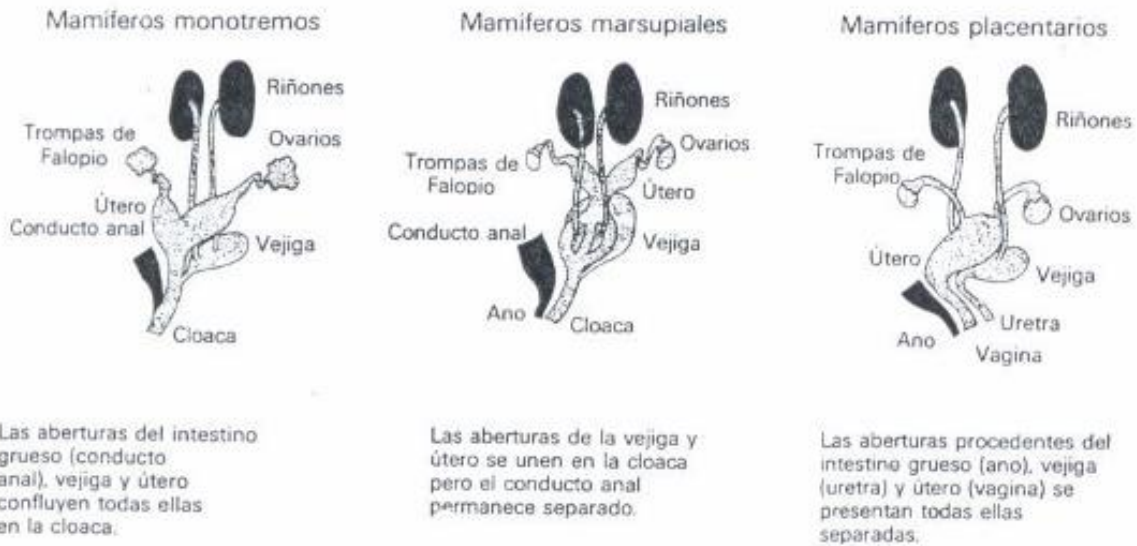 Mamíferos monotremos
Riñones
Trompas de
Falopio
Ovarios
Útero
Conducto anal
Vejiga
Cloaca
Las aberturas del intestino
grueso (conducto
anal), vejiga y útero
confluyen todas ellas
en la cloaca.
Mamíferos marsupiales
Riñones
Ovarios
Trompas de
Falopio
Útero
Conducto anal
Vejiga
Ano
Cloaca
Las aberturas de la vejiga y
útero se unen en la cloaca
pero el conducto anal
permanece separado.
Mamíferos placentarios
Riñones
Trompas de
Falopio
Ovarios
Útero
Vejiga
Uretra
Ano
Vagina
Las aberturas procedentes del
intestino grueso (ano), vejiga
(uretra) y útero (vagina) se
presentan todas ellas
separadas.